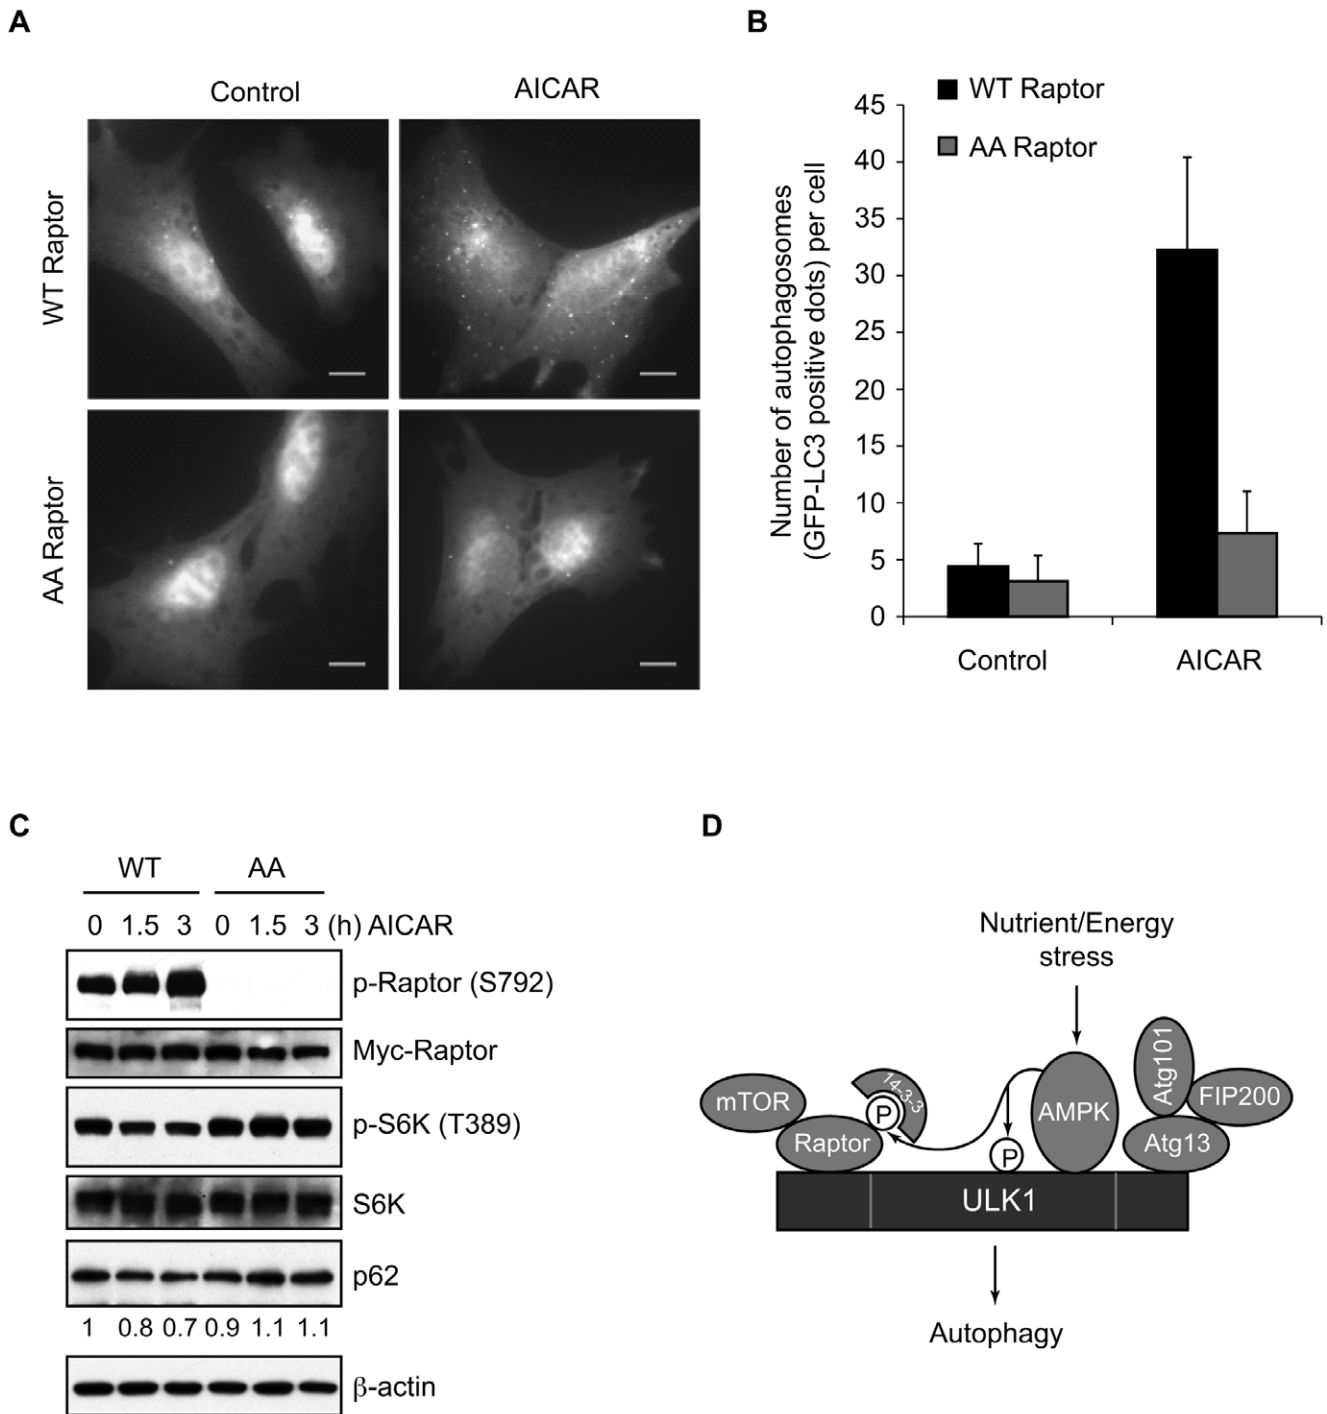 A
Control
AICAR
WT Raptor
AA Raptor
B
WT Raptor
AA Raptor
Number of autophagosomes
(GFP-LC3 positive dots) per cell
45
40
35
30
25
20
15
10
5
0
Control
AICAR
C
WT AA
0 1.5 3 0 1.5 3 (h) AICAR
p-Raptor (S792)
Myc-Raptor
p-S6K (T389)
S6K
p62
1 0.8 0.7 0.9 1.1 1.1
β-actin
D
Nutrient/Energy
stress
mTOR
Raptor
P
14-3-3
P
AMPK
Atg101
FIP200
Atg13
ULK1
Autophagy